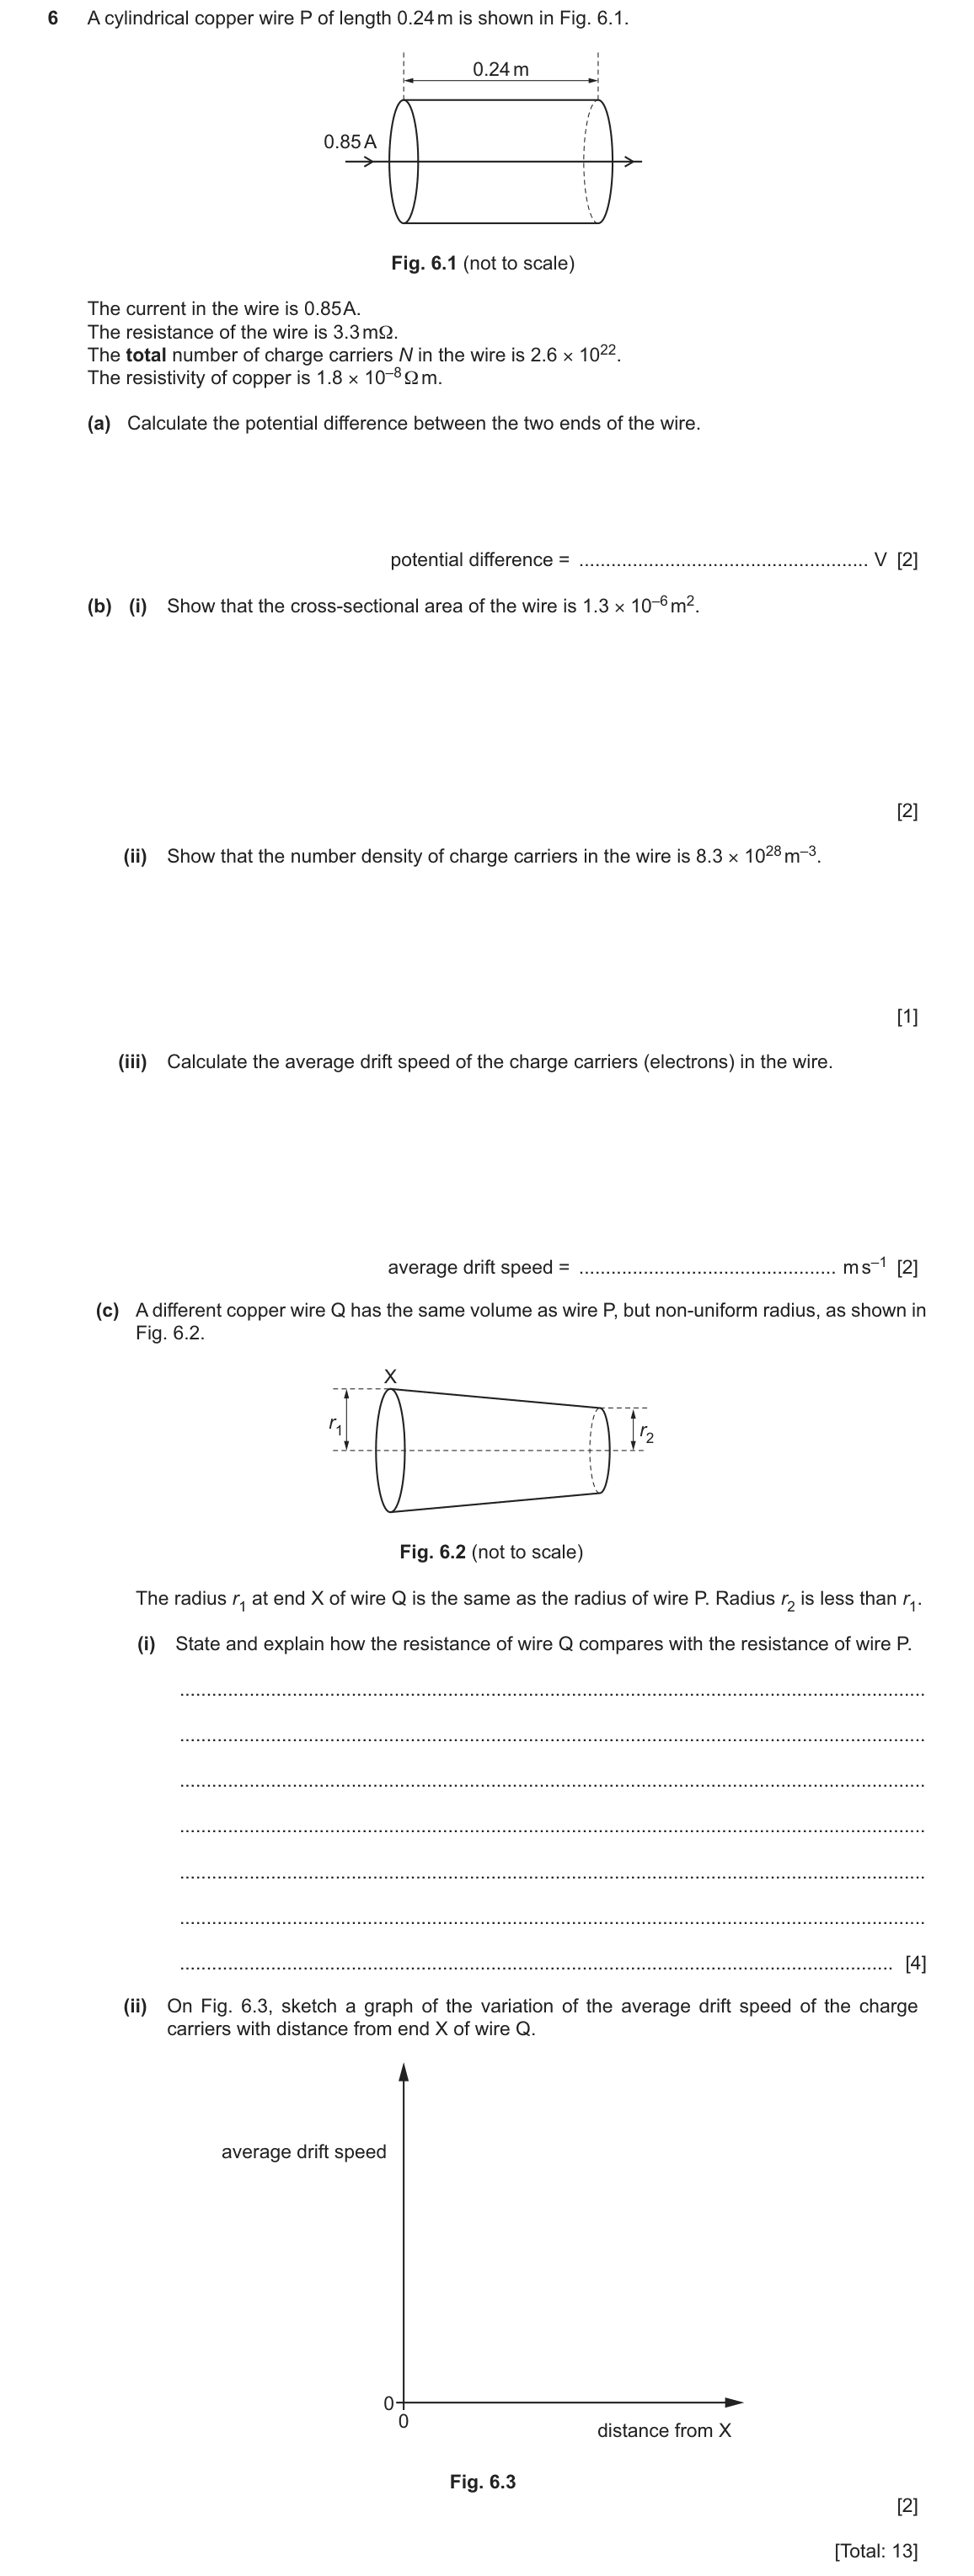 6 A cylindrical copper wire P of length 0.24 m is shown in Fig. 6.1.
0.24 m
0.85 A
Fig. 6.1 (not to scale)
The current in the wire is 0.85 A.
The resistance of the wire is 3.3 mΩ.
The total number of charge carriers N in the wire is 2.6 × 10²².
The resistivity of copper is 1.8 × 10⁻⁸ Ω m.
(a) Calculate the potential difference between the two ends of the wire.
potential difference = ...................................................... V [2]
(b) (i) Show that the cross-sectional area of the wire is 1.3 × 10⁻⁶ m².
[2]
(ii) Show that the number density of charge carriers in the wire is 8.3 × 10²⁸ m⁻³.
[1]
(iii) Calculate the average drift speed of the charge carriers (electrons) in the wire.
average drift speed = ................................................ m s⁻¹ [2]
(c) A different copper wire Q has the same volume as wire P, but non-uniform radius, as shown in
Fig. 6.2.
X
r₁
r₂
Fig. 6.2 (not to scale)
The radius r₁ at end X of wire Q is the same as the radius of wire P. Radius r₂ is less than r₁.
(i) State and explain how the resistance of wire Q compares with the resistance of wire P.
...........................................................................................................................................
...........................................................................................................................................
...........................................................................................................................................
...........................................................................................................................................
...........................................................................................................................................
...........................................................................................................................................
..................................................................................................................................... [4]
(ii) On Fig. 6.3, sketch a graph of the variation of the average drift speed of the charge
carriers with distance from end X of wire Q.
average drift speed
0
0
distance from X
Fig. 6.3
[2]
[Total: 13]